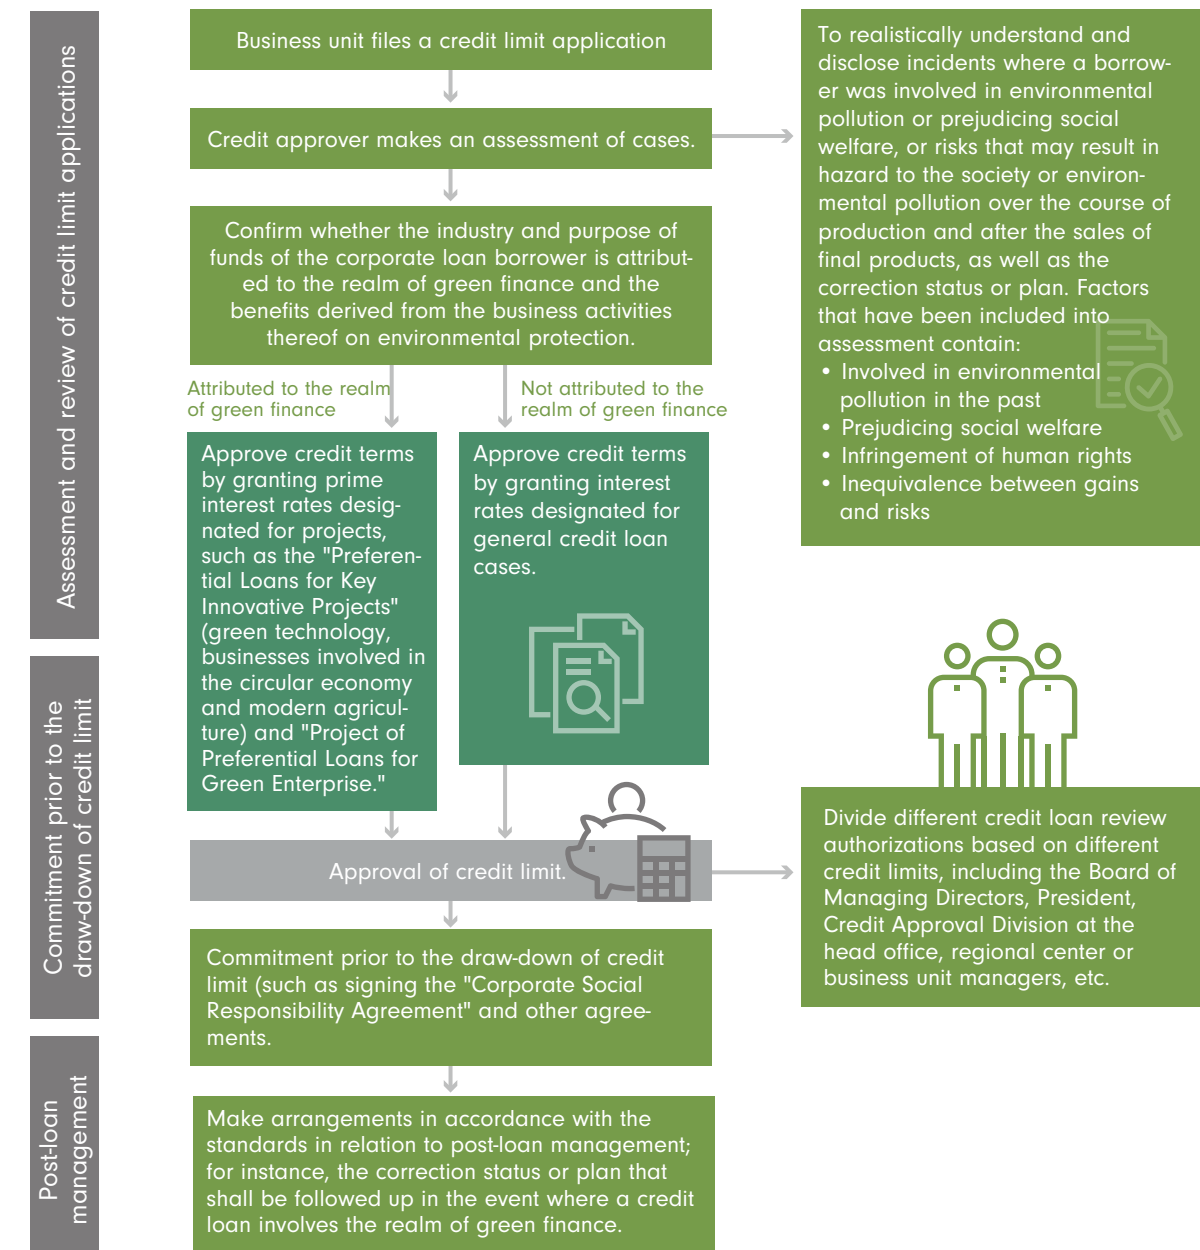 Assessment and review of credit limit applications
Business unit files a credit limit application
Credit approver makes an assessment of cases.
To realistically understand and
disclose incidents where a borrow-
er was involved in environmental
pollution or prejudicing social
welfare, or risks that may result in
hazard to the society or environ-
mental pollution over the course of
production and after the sales of
final products, as well as the
correction status or plan. Factors
that have been included into
assessment contain:
• Involved in environmental
pollution in the past
• Prejudicing social welfare
• Infringement of human rights
• Inequivalence between gains
and risks
Confirm whether the industry and purpose of
funds of the corporate loan borrower is attribut-
ed to the realm of green finance and the
benefits derived from the business activities
thereof on environmental protection.
Attributed to the realm
of green finance
Not attributed to the
realm of green finance
Approve credit terms
by granting prime
interest rates desig-
nated for projects,
such as the "Preferen-
tial Loans for Key
Innovative Projects"
(green technology,
businesses involved in
the circular economy
and modern agricul-
ture) and "Project of
Preferential Loans for
Green Enterprise."
Approve credit terms
by granting interest
rates designated for
general credit loan
cases.
Commitment prior to the
draw-down of credit limit
Approval of credit limit.
Divide different credit loan review
authorizations based on different
credit limits, including the Board of
Managing Directors, President,
Credit Approval Division at the
head office, regional center or
business unit managers, etc.
Commitment prior to the draw-down of credit
limit (such as signing the "Corporate Social
Responsibility Agreement" and other agree-
ments.
Post-loan
management
Make arrangements in accordance with the
standards in relation to post-loan management;
for instance, the correction status or plan that
shall be followed up in the event where a credit
loan involves the realm of green finance.